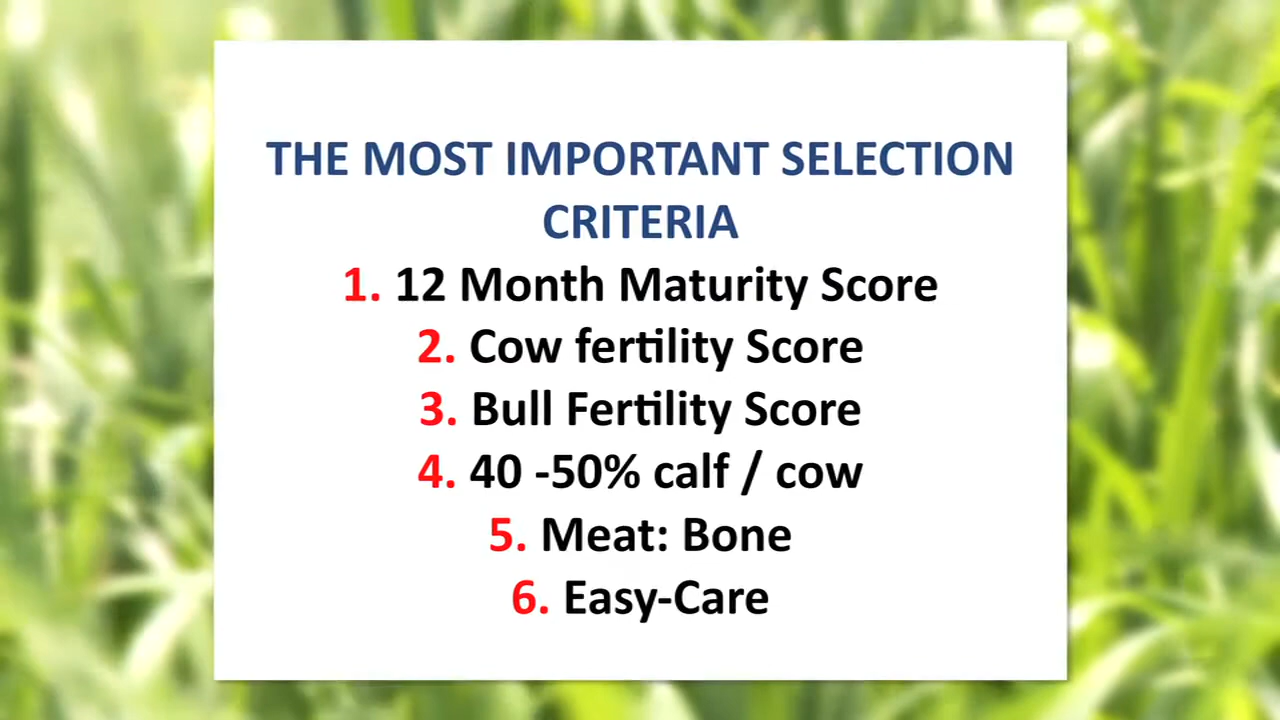 THE MOST IMPORTANT SELECTION
CRITERIA
1. 12 Month Maturity Score
2. Cow fertility Score
3. Bull Fertility Score
4. 40 -50% calf / cow
5. Meat: Bone
6. Easy-Care